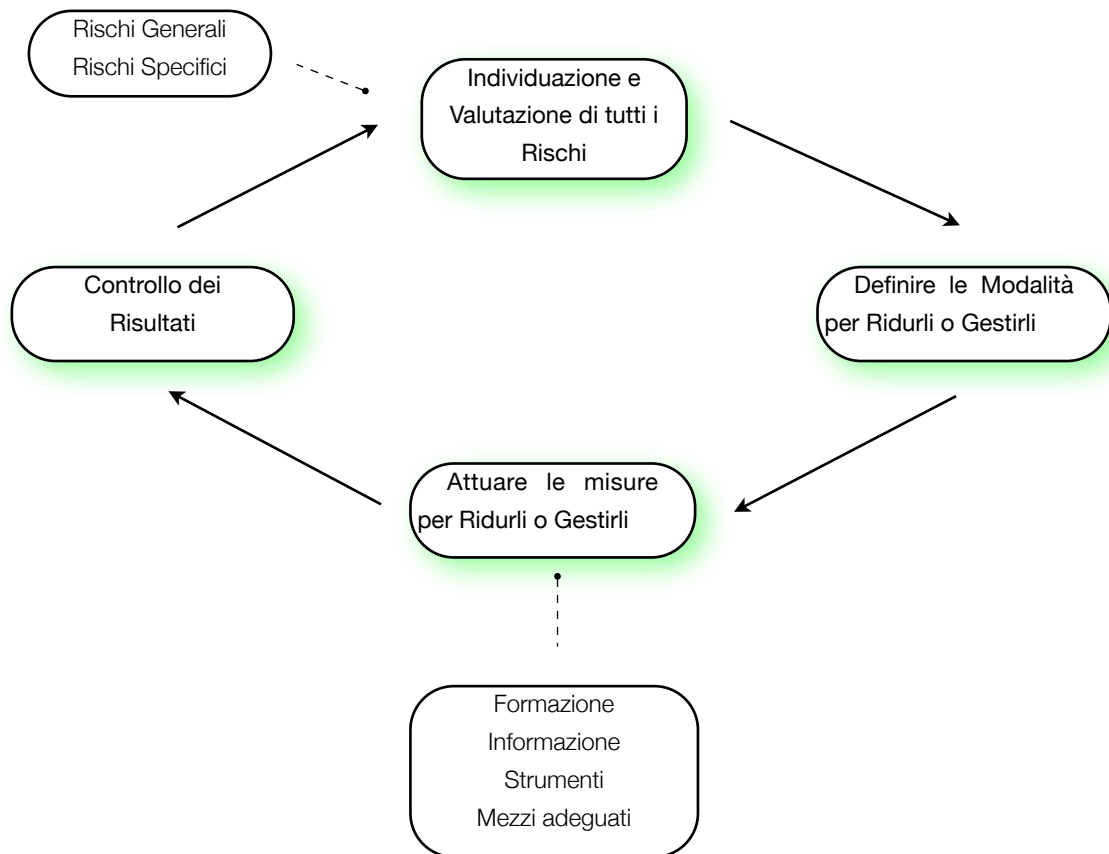 Rischi Generali
Rischi Specifici
Individuazione e
Valutazione di tutti i
Rischi
Definire le Modalità
per Ridurli o Gestirli
Attuare le misure
per Ridurli o Gestirli
Controllo dei
Risultati
Formazione
Informazione
Strumenti
Mezzi adeguati